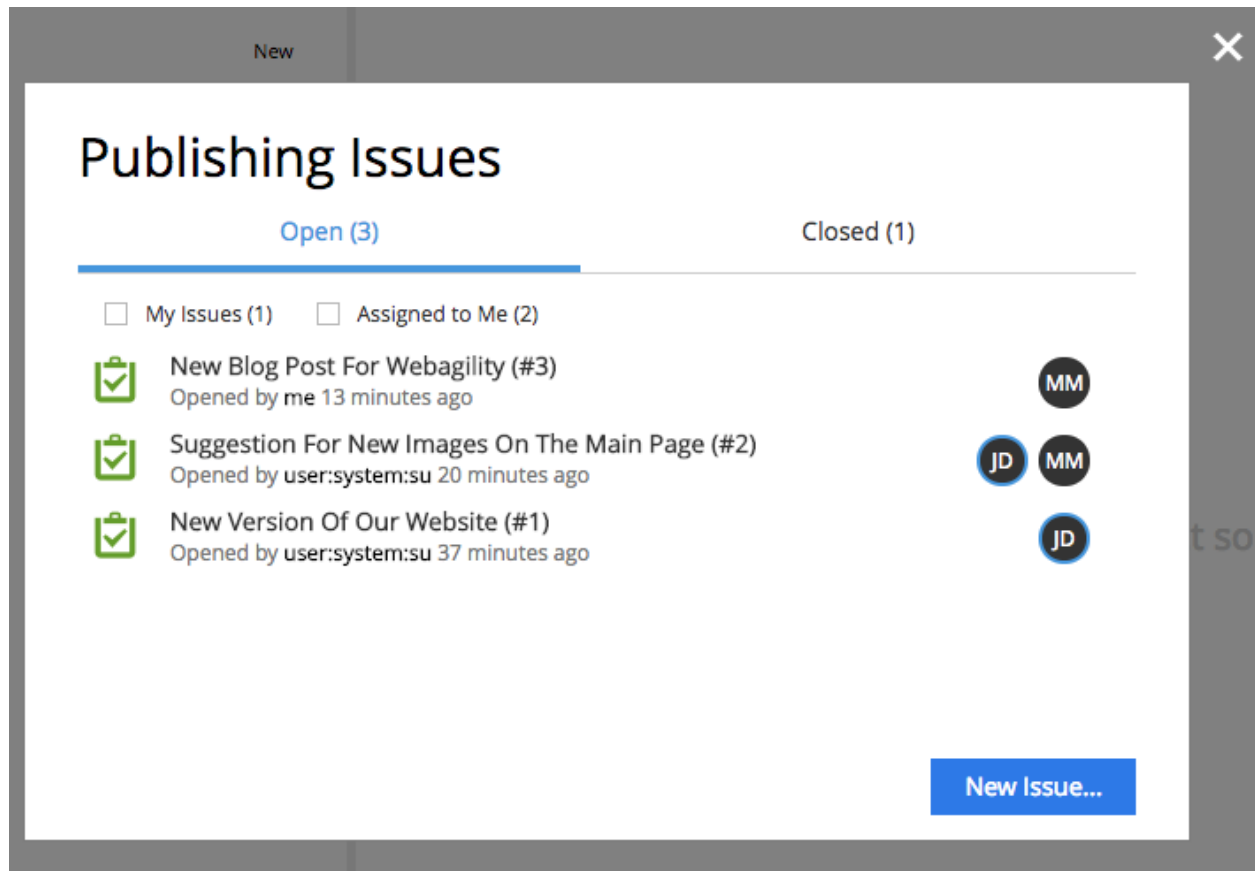 New
Publishing Issues
Open (3)
Closed (1)
My Issues (1)
Assigned to Me (2)
New Blog Post For Webagility (#3)
Opened by me 13 minutes ago
MM
Suggestion For New Images On The Main Page (#2)
Opened by user:system:su 20 minutes ago
JD
MM
New Version Of Our Website (#1)
Opened by user:system:su 37 minutes ago
JD
t so
New Issue...